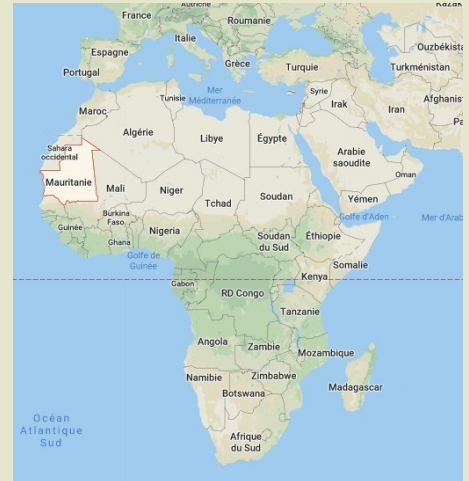 Autriche
France
Roumanie
Italie
Espagne
Grèce
Portugal
Turquie
Ouzbékist
Turkménistan
Mer
Méditerranée
Tunisie
Syrie
Irak
Iran
Afghanis
Pa
Maroc
Algérie
Libye
Égypte
Sahara
occidental
Arabie
saoudite
Oman
Mauritanie
Mali
Niger
Tchad
Soudan
Yémen
Burkina
Faso
Golfe d'Aden
Mer d'Arab
Guinée
Ghana
Nigeria
Soudan
du Sud
Éthiopie
Golfe de
Guinée
Somalie
Gabon
Kenya
RD Congo
Tanzanie
Angola
Zambie
Mozambique
Namibie
Zimbabwe
Botswana
Madagascar
Océan
Atlantique
Sud
Afrique
du Sud